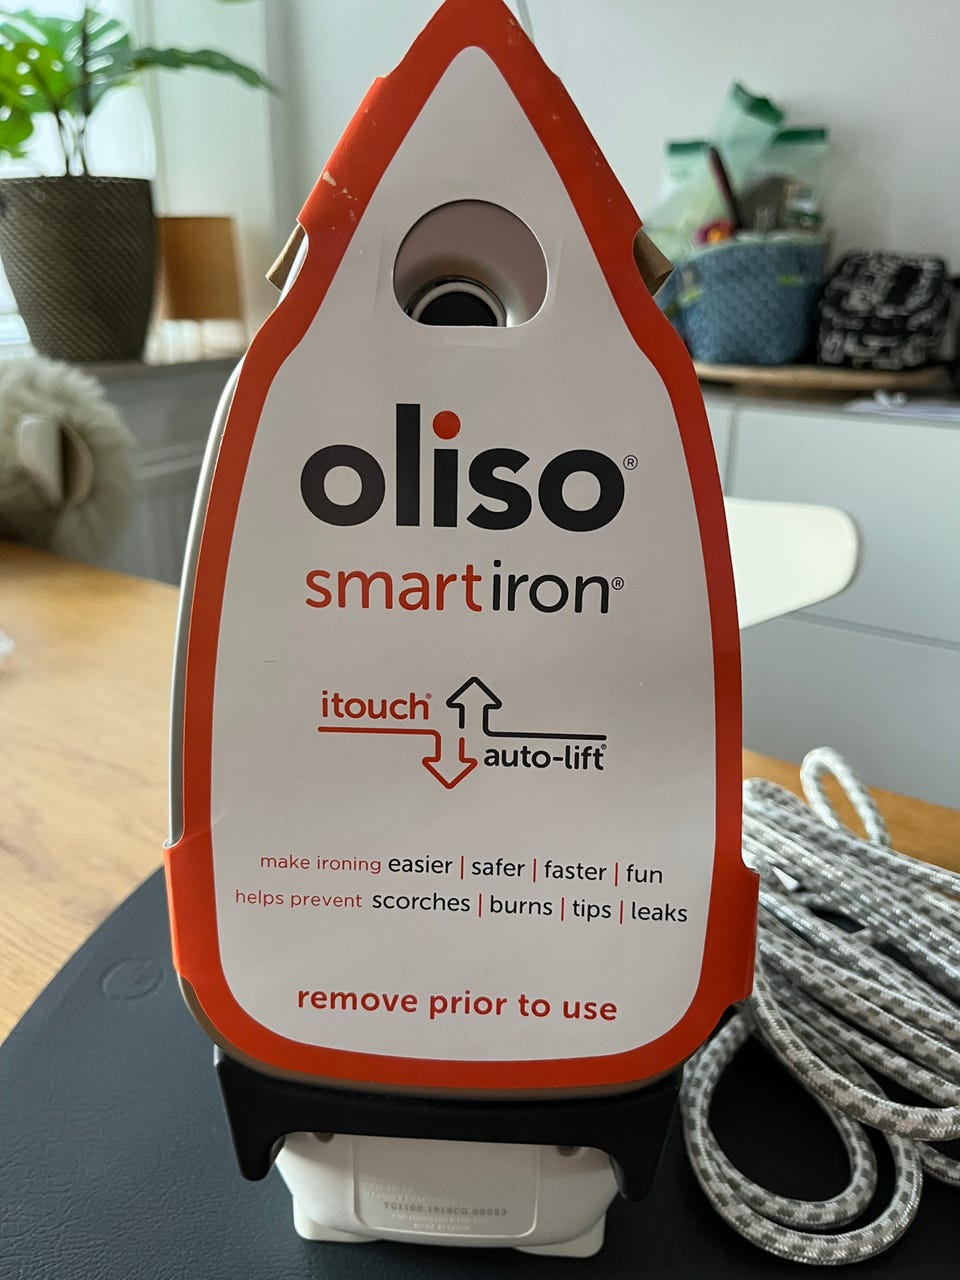 oliso®
smartiron®
itouch®
auto-lift®
make ironing easier | safer | faster | fun
helps prevent scorches | burns | tips | leaks
remove prior to use